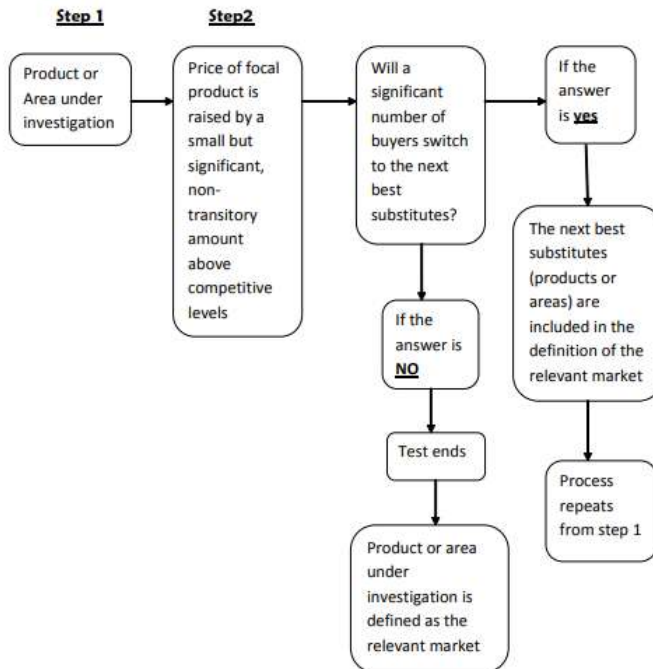 Step 1
Step2
Product or
Area under
investigation
Price of focal
product is
raised by a
small but
significant,
non-
transitory
amount
above
competitive
levels
Will a
significant
number of
buyers switch
to the next
best
substitutes?
If the
answer
is yes
The next best
substitutes
(products or
areas) are
included in the
definition of the
relevant market
Process
repeats
from step 1
If the
answer is
NO
Test ends
Product or area
under
investigation is
defined as the
relevant market